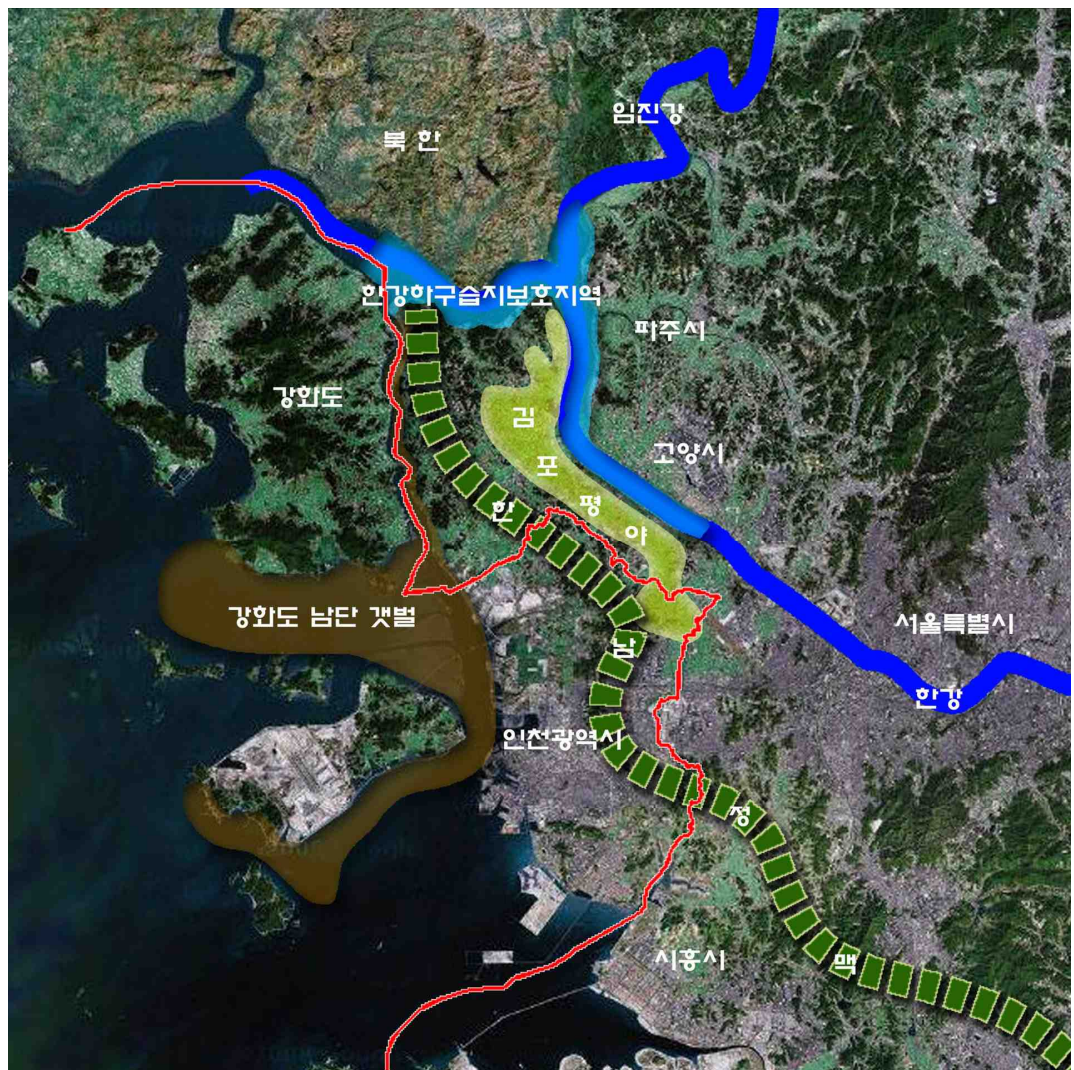 임진강
북 한
한강하구습지보호지역
파주시
강화도
김
포
평
야
고양시
한
강화도 남단 갯벌
서울특별시
남
한강
인천광역시
정
시흥시
맥